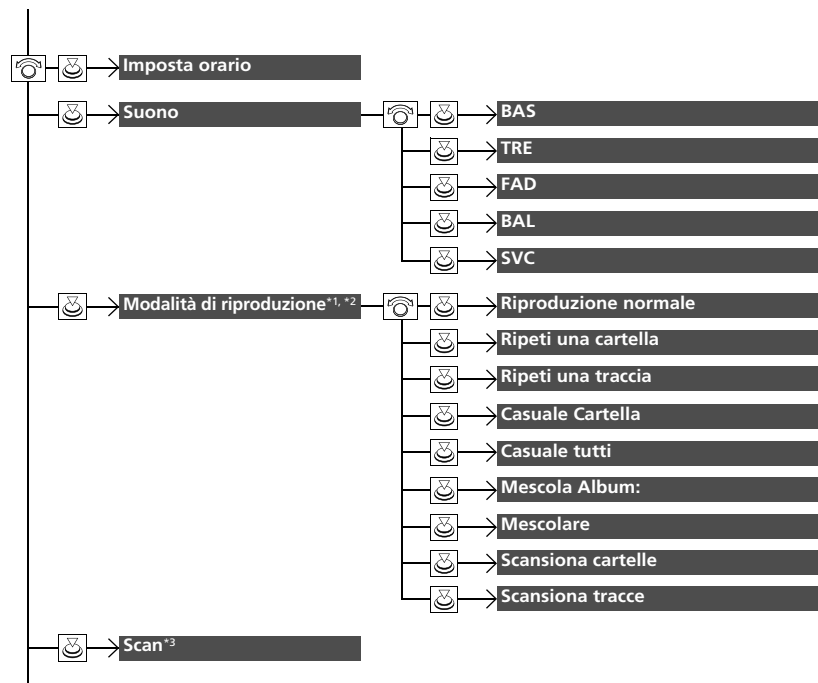 Imposta orario
Suono
BAS
TRE
FAD
BAL
SVC
Modalità di riproduzione*1, *2
Riproduzione normale
Ripeti una cartella
Ripeti una traccia
Casuale Cartella
Casuale tutti
Mescola Album:
Mescolare
Scansiona cartelle
Scansiona tracce
Scan*3